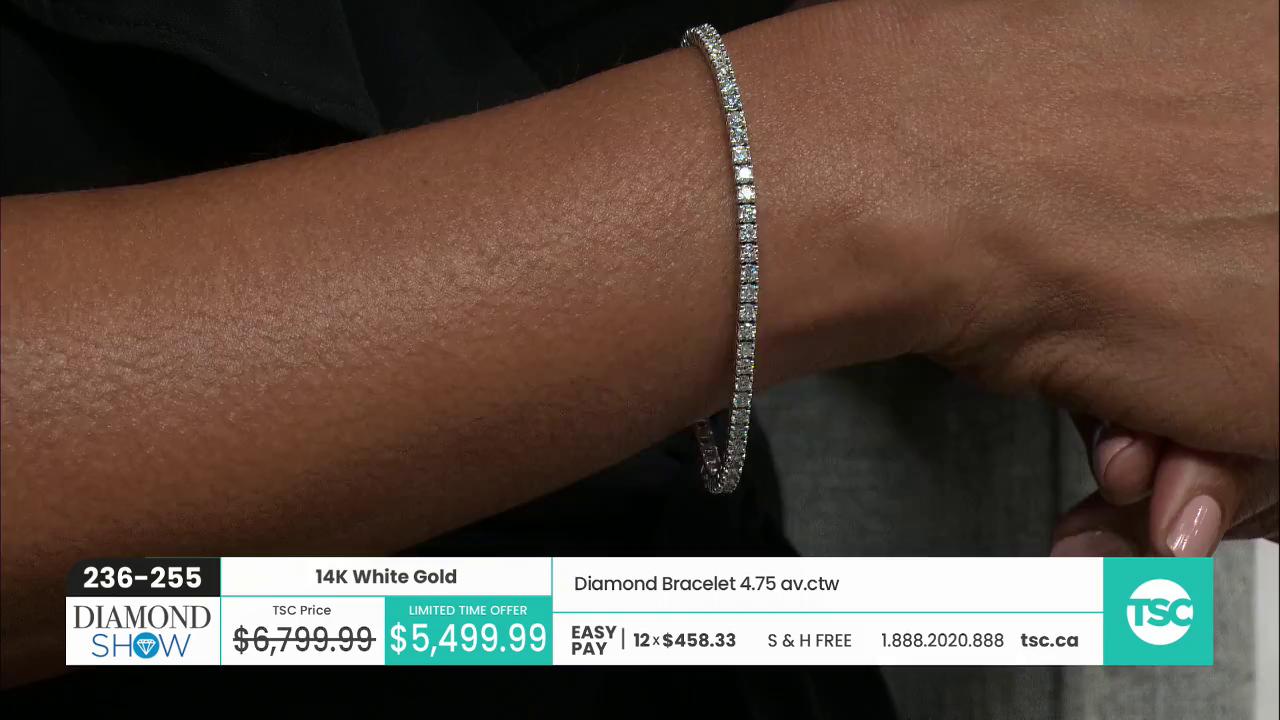 236-255
14K White Gold
Diamond Bracelet 4.75 av.ctw
DIAMOND
SHOW
TSC Price
$6,799.99
LIMITED TIME OFFER
$5,499.99
EASY
PAY
12x$458.33
S & H FREE
1.888.2020.888
tsc.ca
TSC